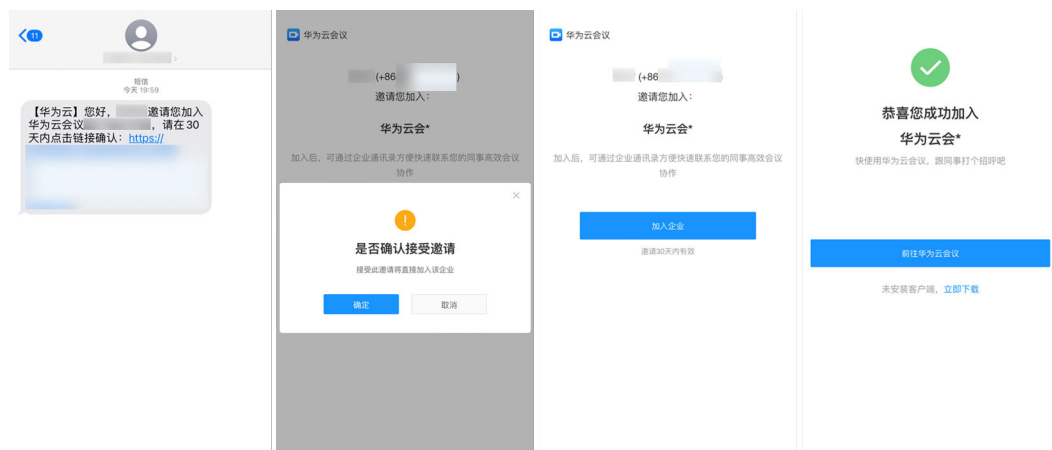 11
短信
今天 19:59
【华为云】您好，邀请您加入
华为云会议，请在30
天内点击链接确认：https://
华为云会议
(+86 )
邀请您加入：
华为云会*
加入后，可通过企业通讯录方便快速联系您的同事高效会议
协作
是否确认接受邀请
接受此邀请将直接加入该企业
确定
取消
华为云会议
(+86 )
邀请您加入：
华为云会*
加入后，可通过企业通讯录方便快速联系您的同事高效会议
协作
加入企业
邀请30天内有效
恭喜您成功加入
华为云会*
快使用华为云会议，跟同事打个招呼吧
前往华为云会议
未安装客户端，立即下载